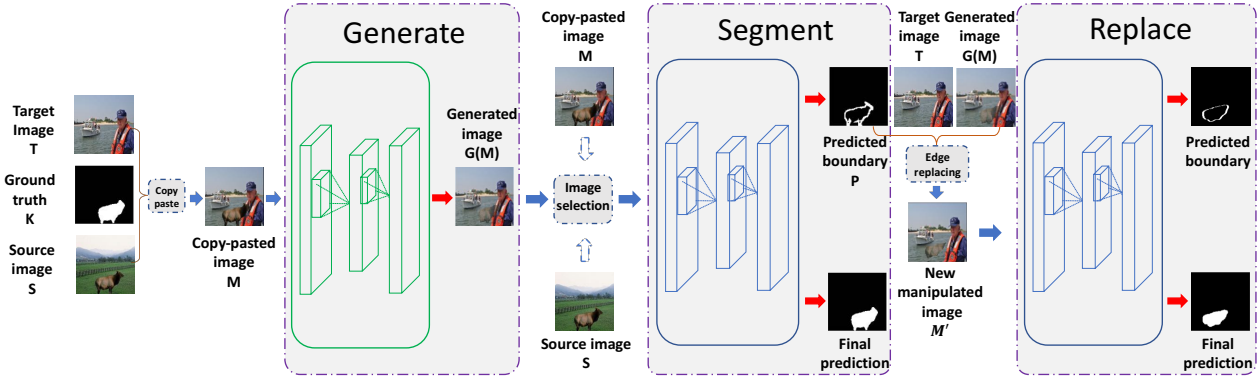 Generate
Segment
Replace
Target
Image
T
Ground
truth
K
Source
image
S
Copy
paste
Copy-pasted
image
M
Generated
image
G(M)
Copy-pasted
image
M
Image
selection
Source image
S
Predicted
boundary
P
Final
prediction
Target
image
T
Generated
image
G(M)
Edge
replacing
New
manipulated
image
M′
Predicted
boundary
Final
prediction